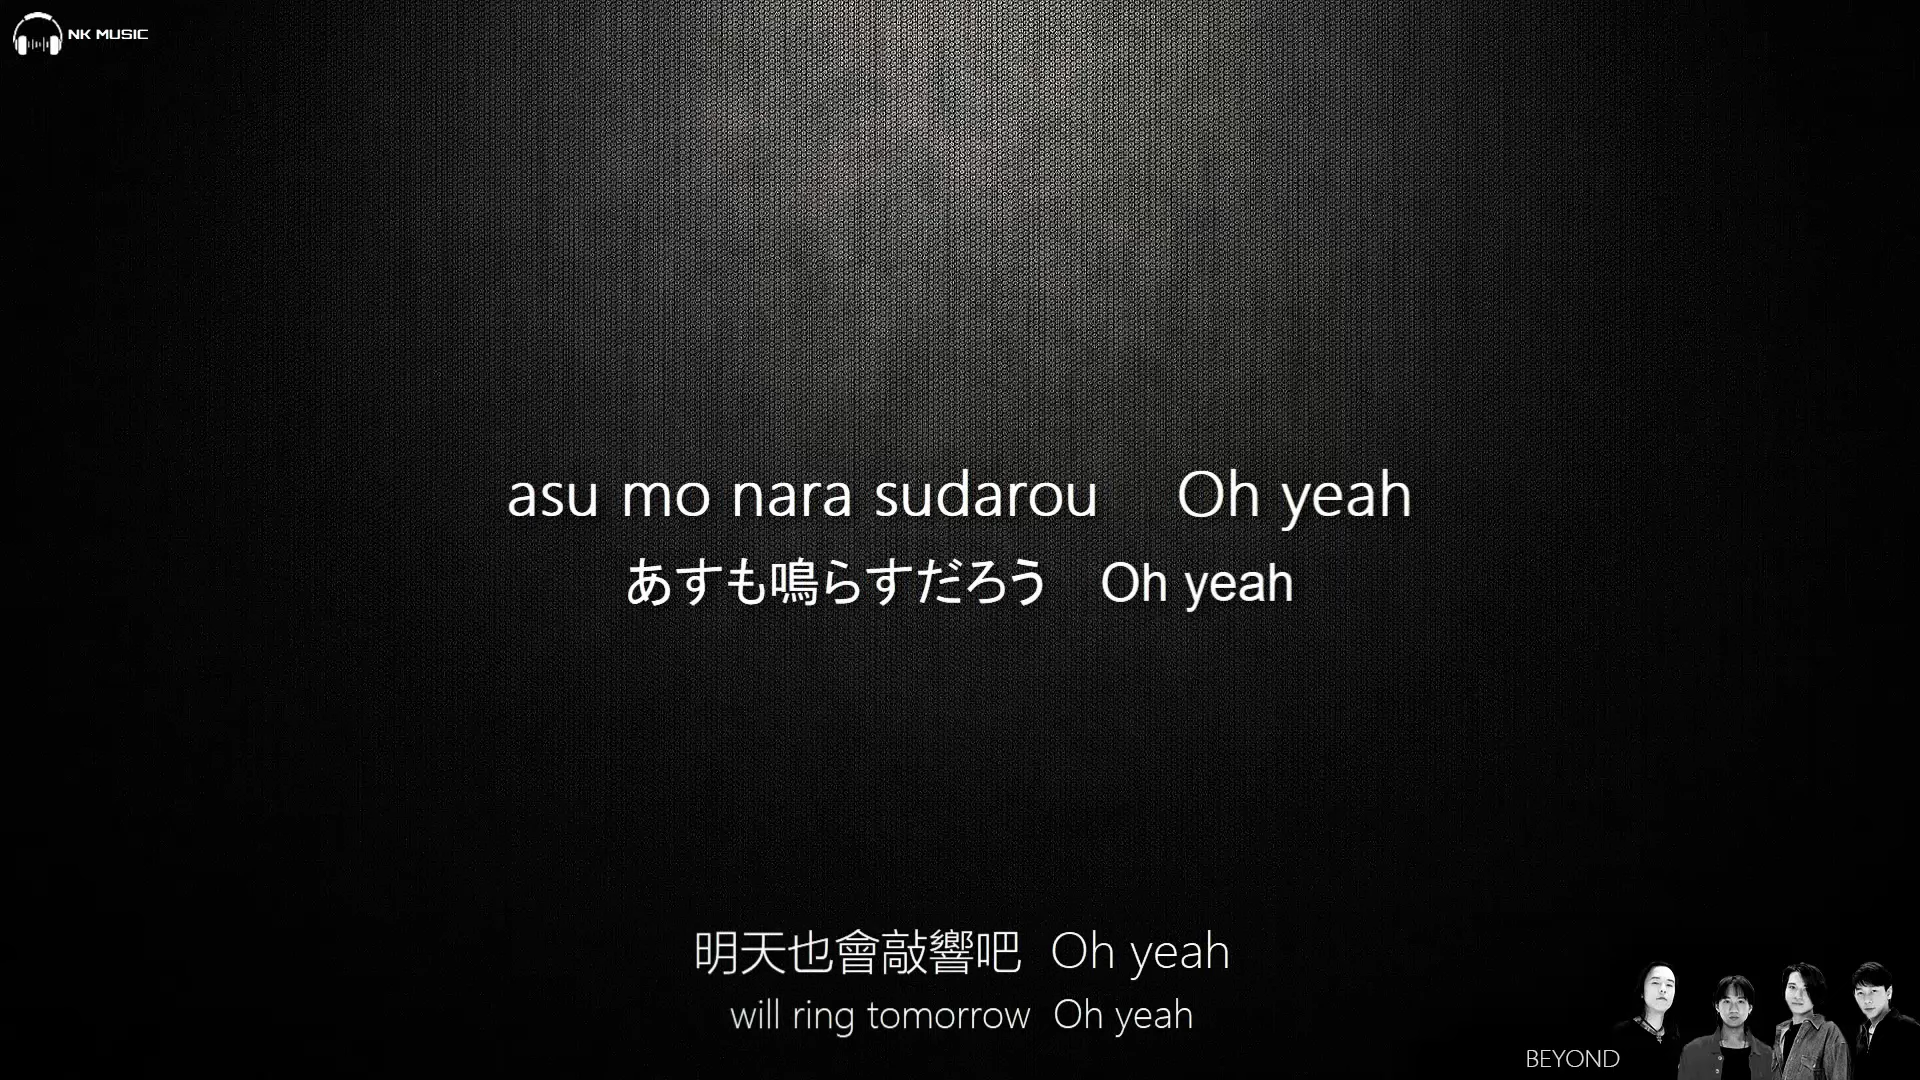 NK MUSIC
asu mo nara sudarou Oh yeah
あすも鳴らすだろう Oh yeah
明天也會敲響吧 Oh yeah
will ring tomorrow Oh yeah
BEYOND